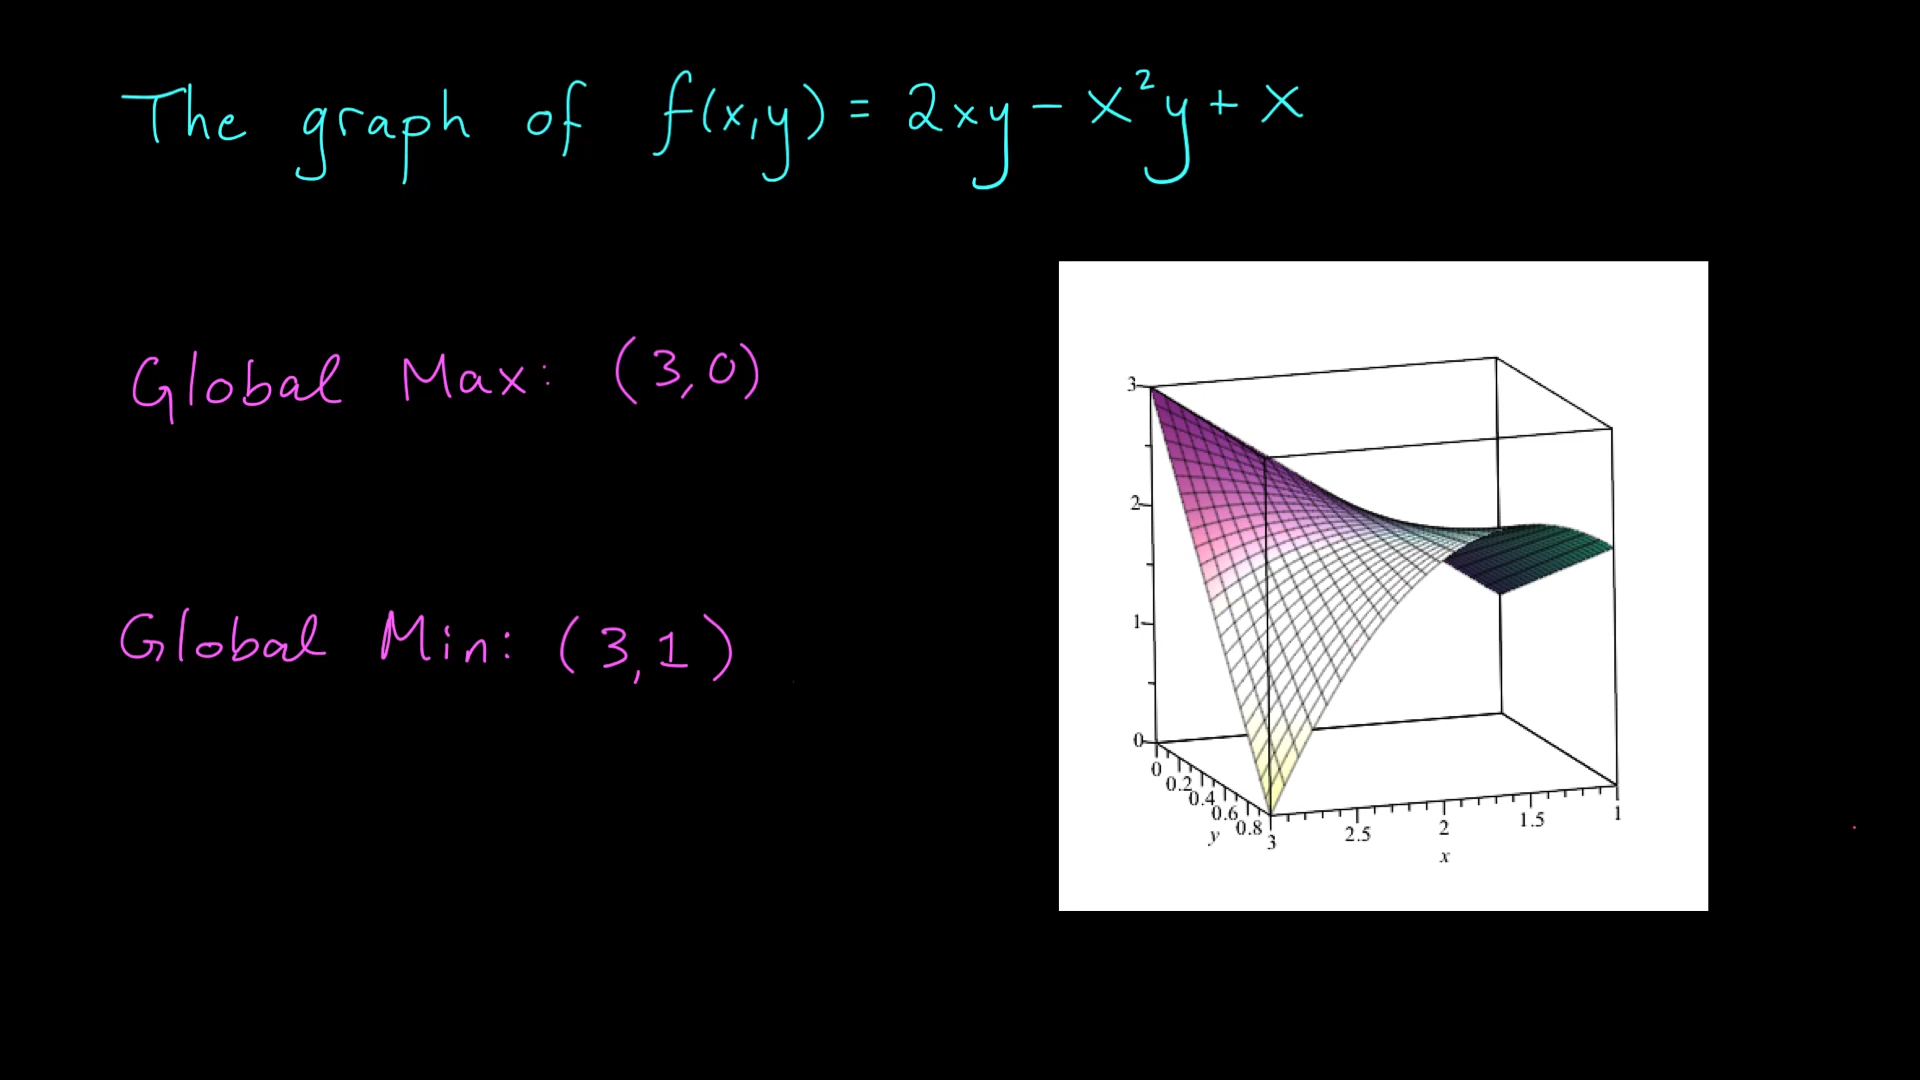 The graph of f(x,y) = 2xy - x²y + x
Global Max: (3,0)
Global Min: (3,1)
3
2
1
0
0
0.2
0.4
0.6
0.8
y
3
2.5
2
1.5
1
x